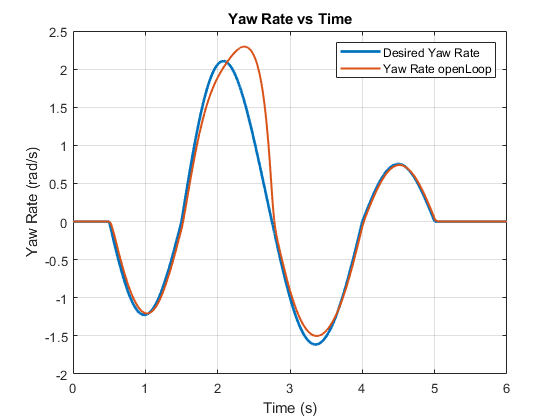 Yaw Rate vs Time
Desired Yaw Rate
Yaw Rate openLoop
Yaw Rate (rad/s)
2.5
2
1.5
1
0.5
0
-0.5
-1
-1.5
-2
0 1 2 3 4 5 6
Time (s)